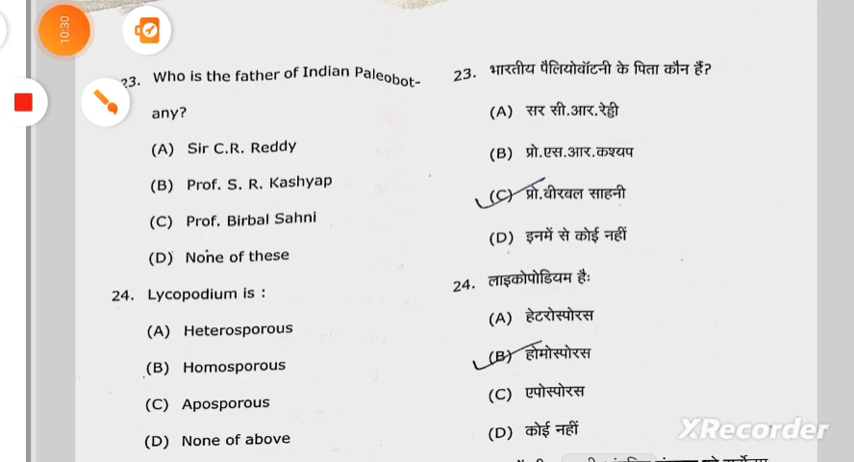 10:30
23. Who is the father of Indian Paleobot-
any?
(A) Sir C.R. Reddy
(B) Prof. S. R. Kashyap
(C) Prof. Birbal Sahni
(D) None of these
24. Lycopodium is :
(A) Heterosporous
(B) Homosporous
(C) Aposporous
(D) None of above
23. भारतीय पैलियोबॉटनी के पिता कौन हैं?
(A) सर सी.आर.रेड्डी
(B) प्रो.एस.आर.कश्यप
(C) प्रो.बीरबल साहनी
(D) इनमें से कोई नहीं
24. लाइकोपोडियम हैः
(A) हेटरोस्पोरस
(B) होमोस्पोरस
(C) एपोस्पोरस
(D) कोई नहीं
XRecorder